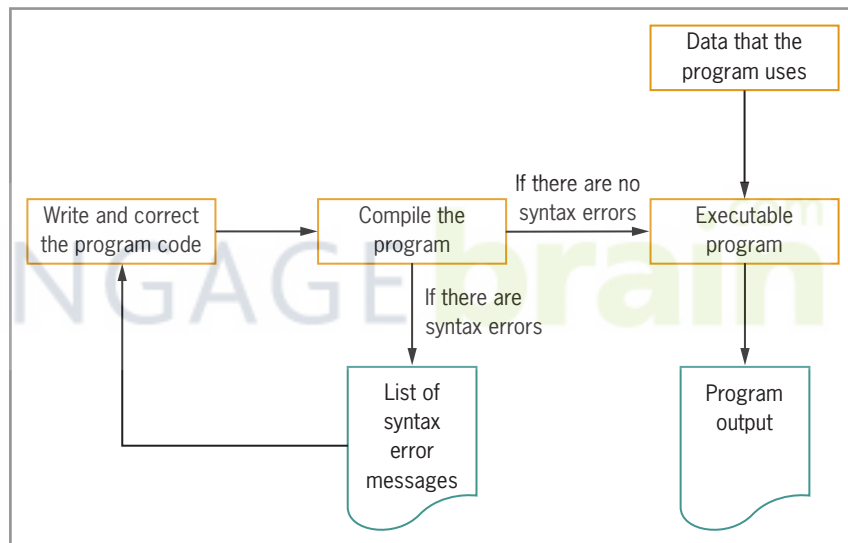 Data that the
program uses
If there are no
syntax errors
Write and correct
the program code
Compile the
program
Executable
program
.com
NGAGEbrain
If there are
syntax errors
List of
syntax
error
messages
Program
output